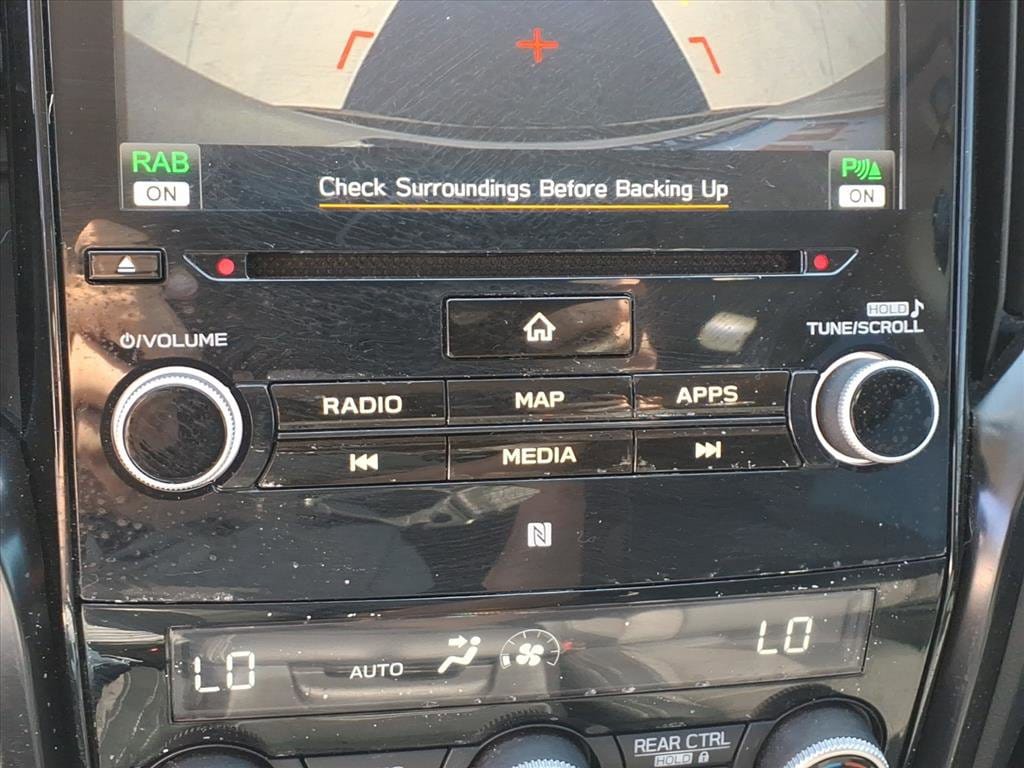 RAB
ON
Check Surroundings Before Backing Up
P
ON
HOLD
/VOLUME
TUNE/SCROLL
RADIO
MAP
APPS
MEDIA
N
LO
AUTO
LO
REAR CTRL
HOLD